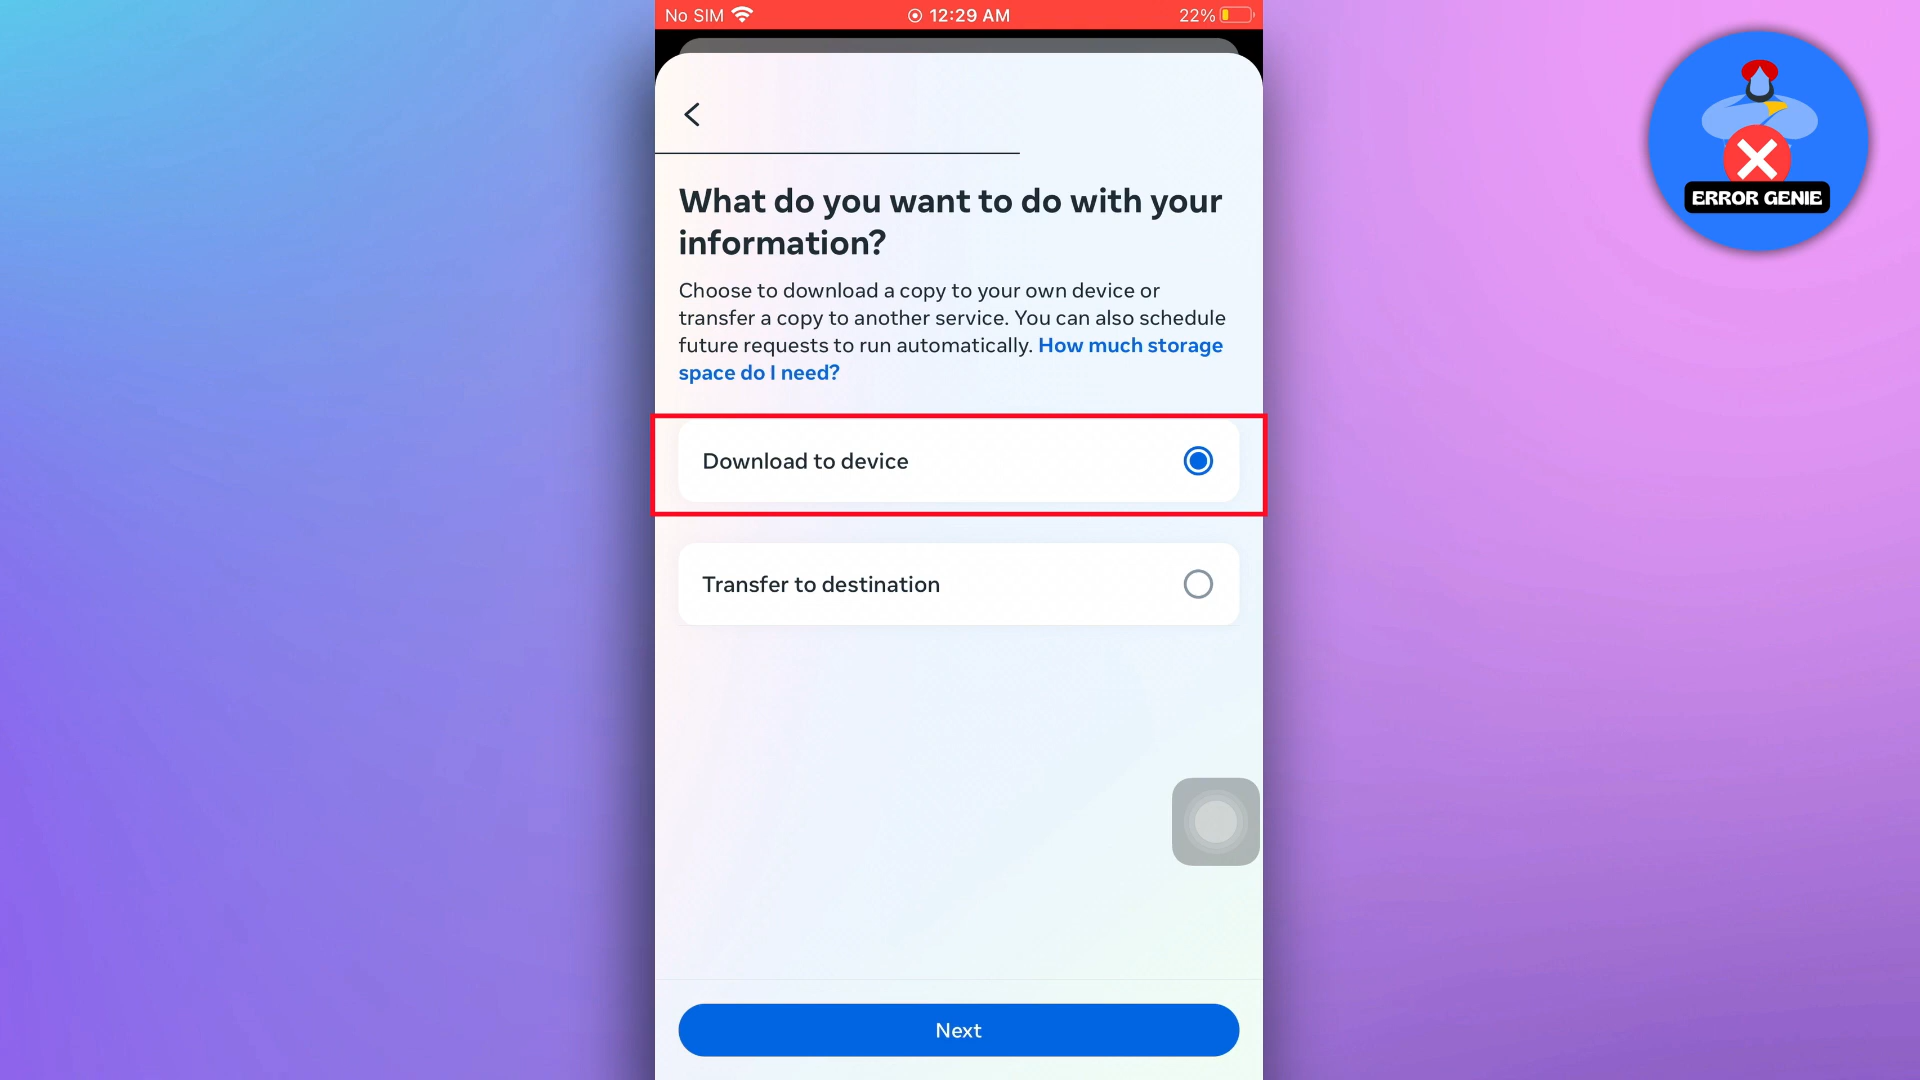 No SIM 12:29 AM 22%
ERROR GENIE
What do you want to do with your
information?
Choose to download a copy to your own device or
transfer a copy to another service. You can also schedule
future requests to run automatically. How much storage
space do I need?
Download to device
Transfer to destination
Next